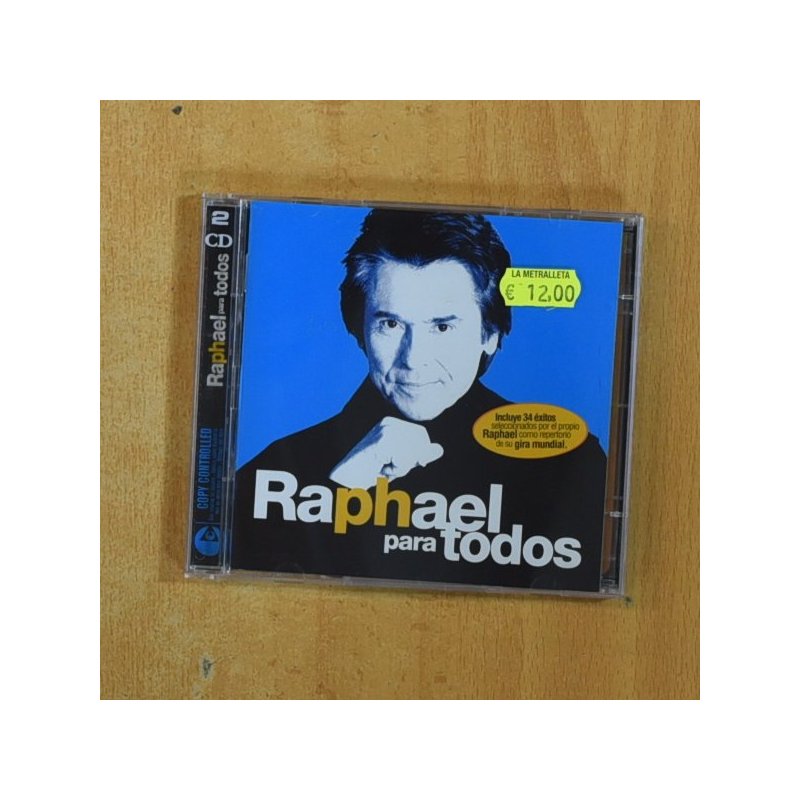 2
CD
Raphael para todos
COPY CONTROLLED
LA METRALLETA
€ 12,00
Incluye 34 éxitos
seleccionados por el propio
Raphael como repertorio
de su gira mundial.
Raphael
para todos